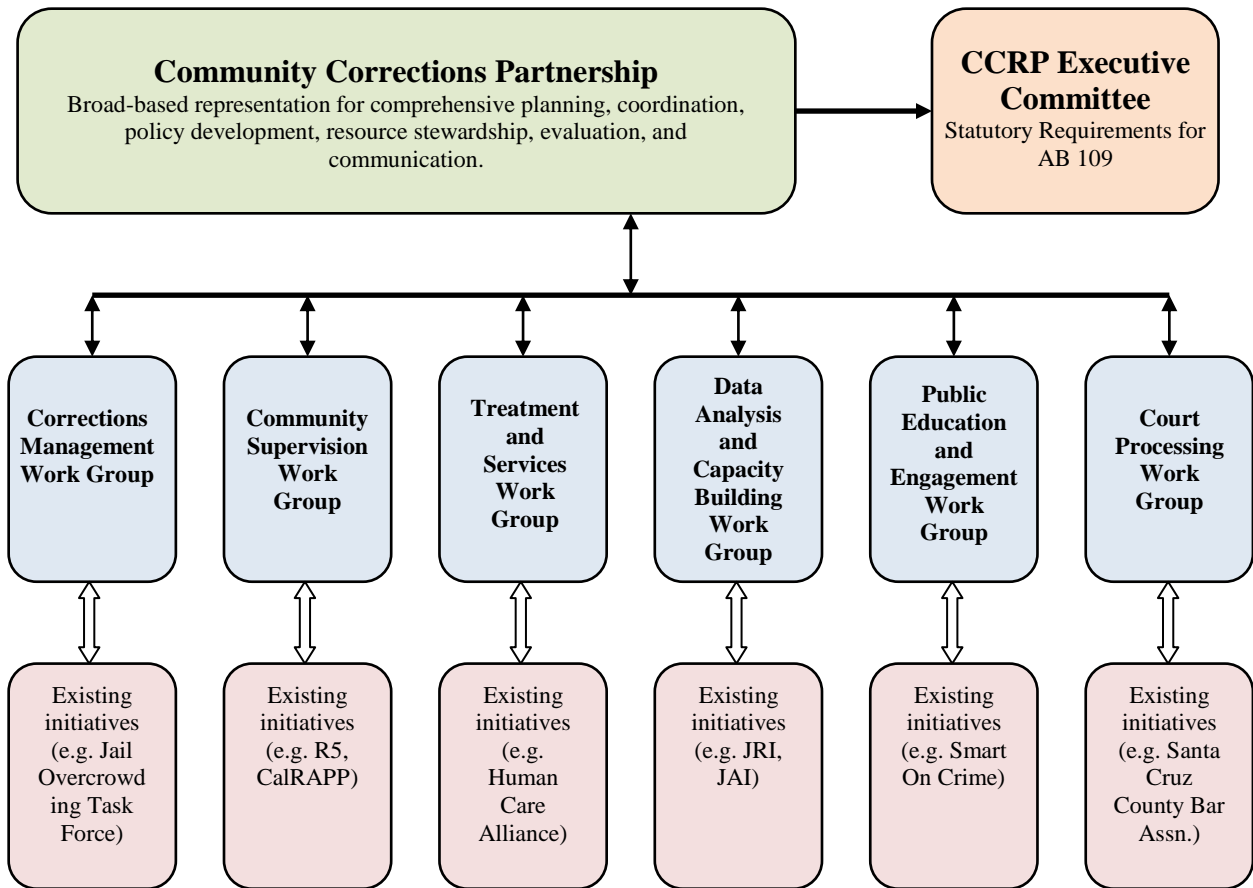 Community Corrections Partnership
Broad-based representation for comprehensive planning, coordination,
policy development, resource stewardship, evaluation, and
communication.
CCRP Executive
Committee
Statutory Requirements for
AB 109
Corrections
Management
Work Group
Community
Supervision
Work
Group
Treatment
and
Services
Work
Group
Data
Analysis
and
Capacity
Building
Work
Group
Public
Education
and
Engagement
Work
Group
Court
Processing
Work
Group
Existing
initiatives
(e.g. Jail
Overcrowd
ing Task
Force)
Existing
initiatives
(e.g. R5,
CalRAPP)
Existing
initiatives
(e.g.
Human
Care
Alliance)
Existing
initiatives
(e.g. JRI,
JAI)
Existing
initiatives
(e.g. Smart
On Crime)
Existing
initiatives
(e.g. Santa
Cruz
County Bar
Assn.)